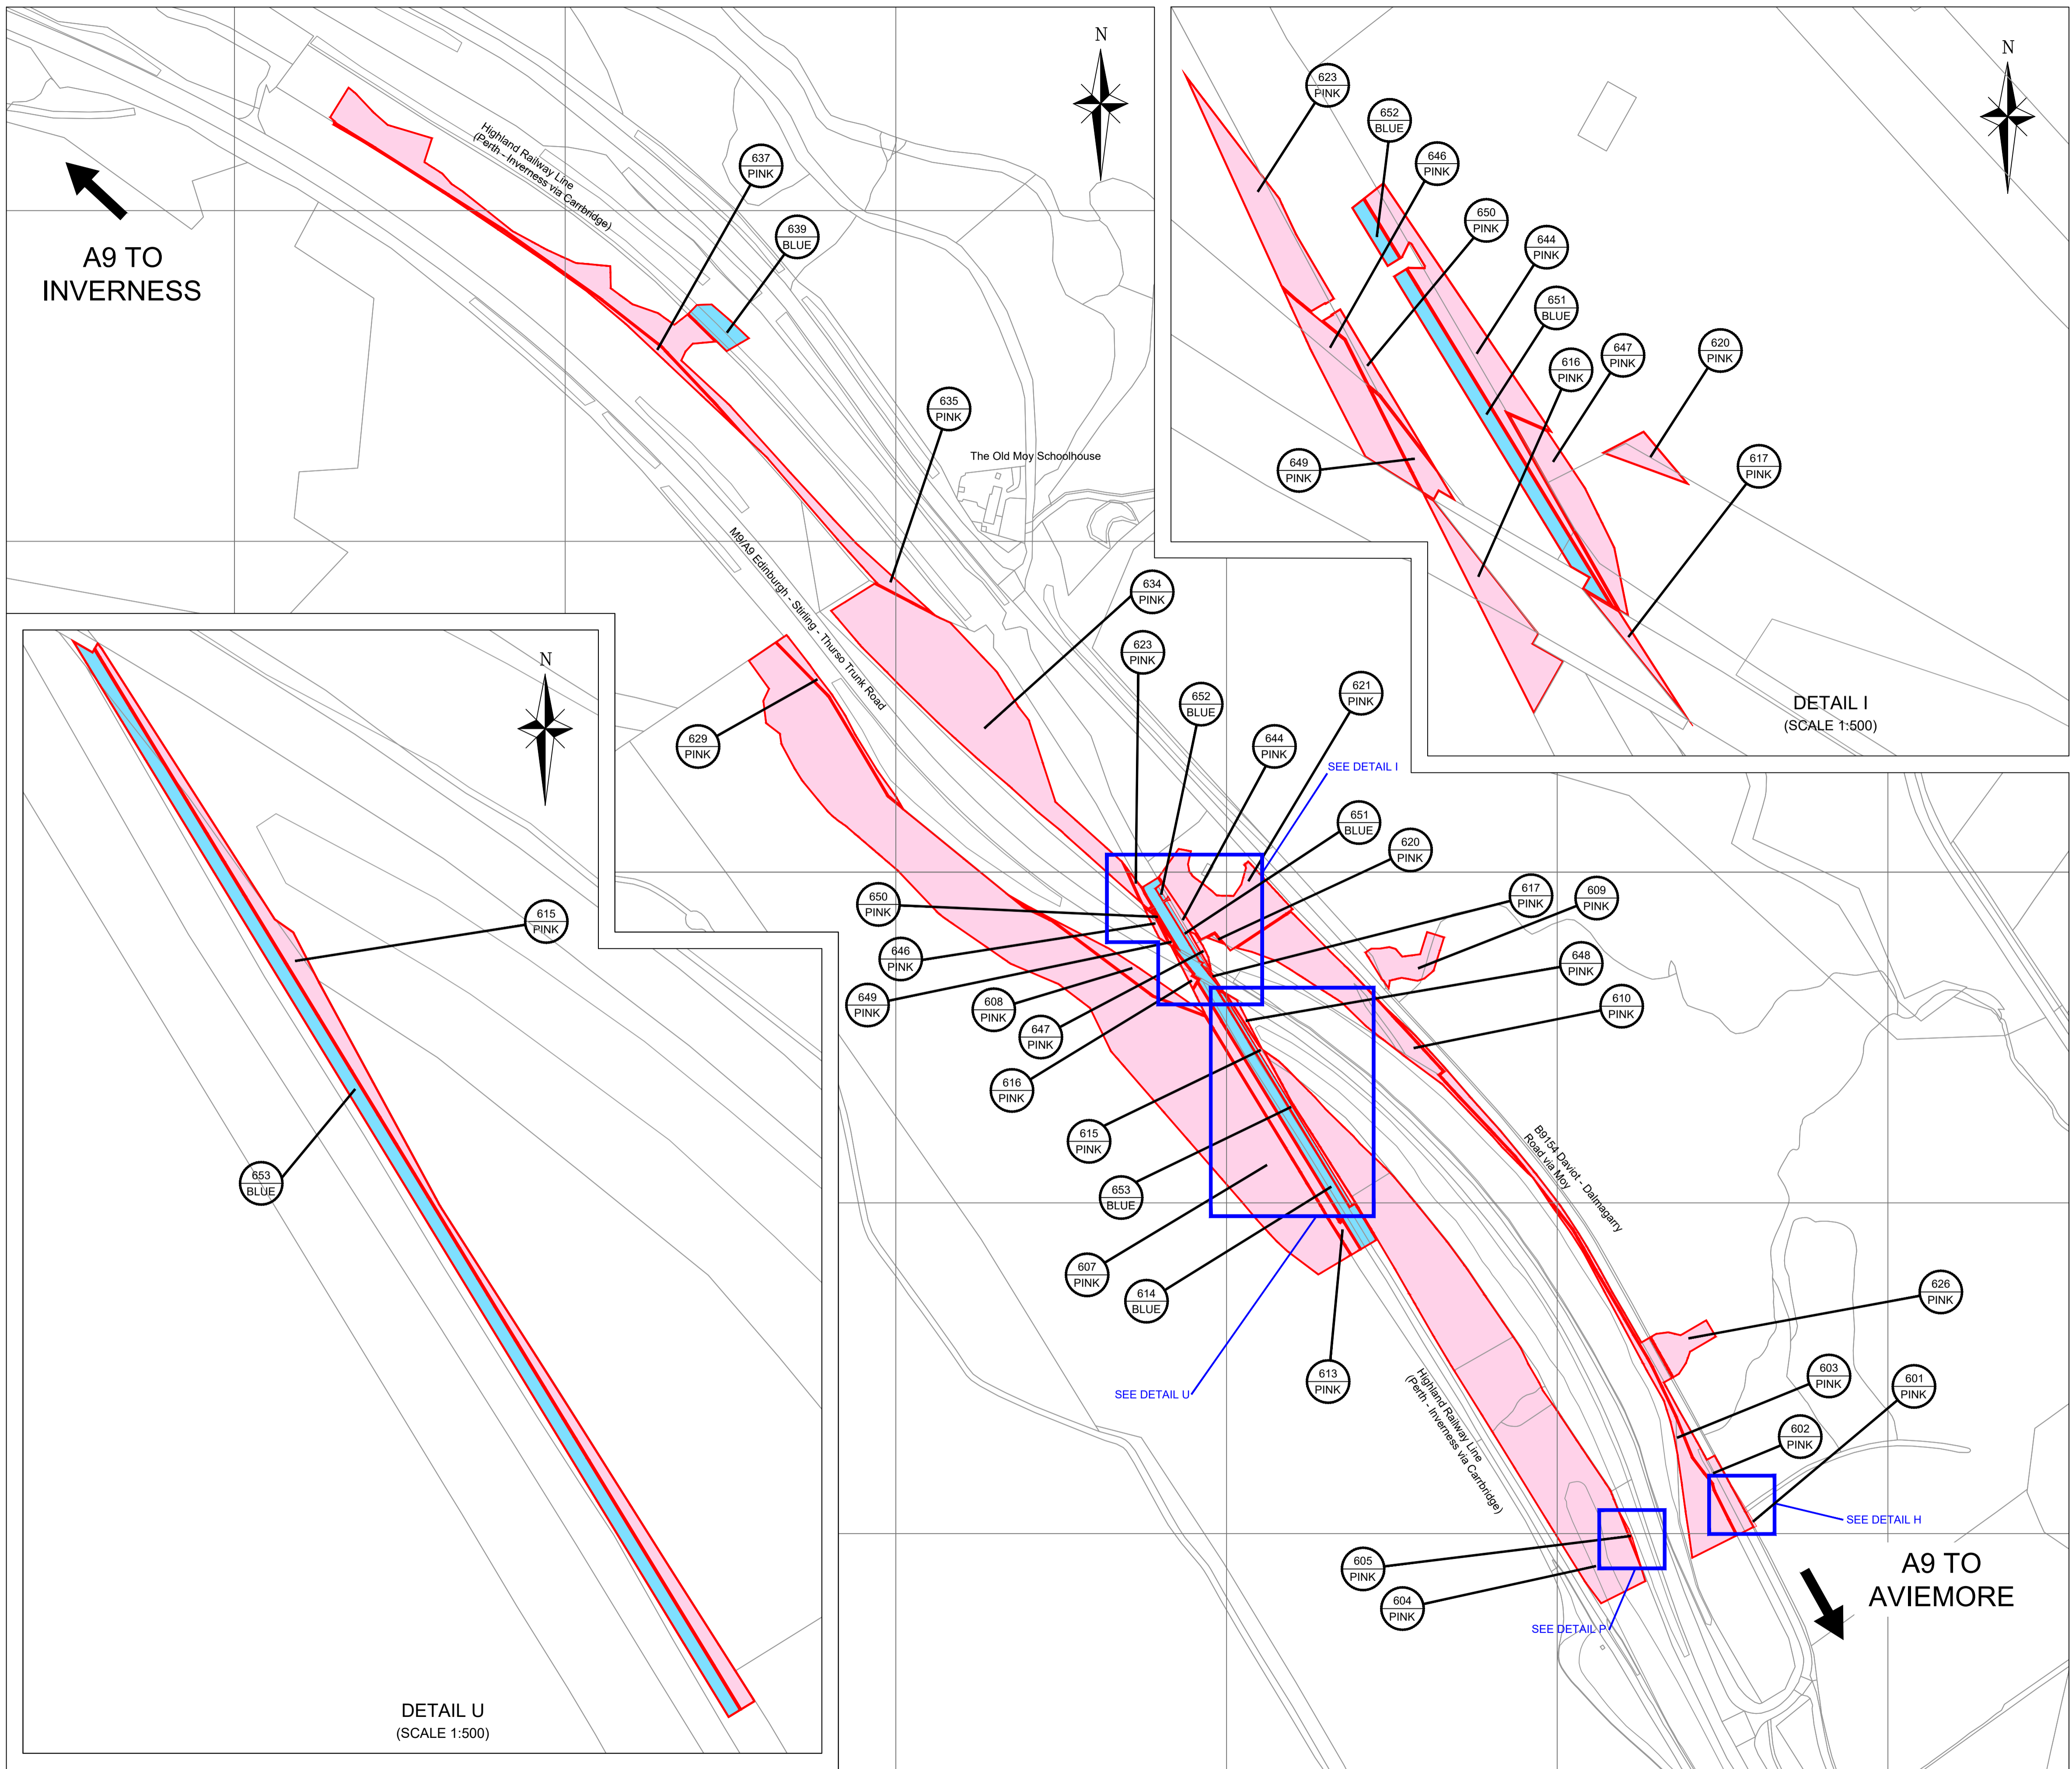 N
Highland Railway Line
(Perth - Inverness via Carrbridge)
637
PINK
639
BLUE
A9 TO
INVERNESS
635
PINK
The Old Moy Schoolhouse
M9/A9 Edinburgh - Stirling - Thurso Trunk Road
634
PINK
623
PINK
652
BLUE
621
PINK
629
PINK
644
PINK
SEE DETAIL I
651
BLUE
620
PINK
650
PINK
617
PINK
609
PINK
646
PINK
648
PINK
649
PINK
608
PINK
610
PINK
647
PINK
616
PINK
615
PINK
B9154 Daviot - Dalmagarry
Road via Moy
653
BLUE
607
PINK
614
BLUE
626
PINK
613
PINK
SEE DETAIL U
603
PINK
601
PINK
602
PINK
Highland Railway Line
(Perth - Inverness via Carrbridge)
SEE DETAIL H
605
PINK
604
PINK
SEE DETAIL P
A9 TO
AVIEMORE
N
623
PINK
652
BLUE
646
PINK
650
PINK
644
PINK
651
BLUE
616
PINK
647
PINK
620
PINK
649
PINK
617
PINK
DETAIL I
(SCALE 1:500)
N
615
PINK
653
BLUE
DETAIL U
(SCALE 1:500)